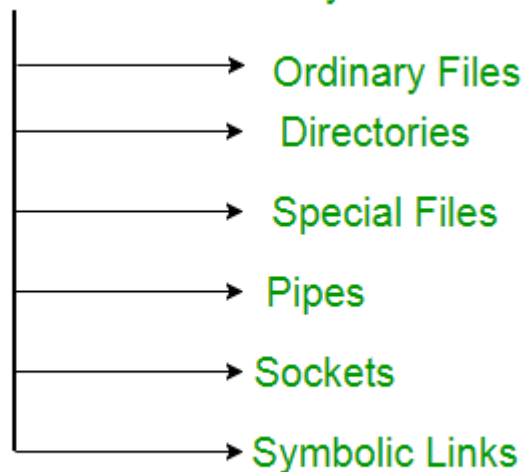 Ordinary Files
Directories
Special Files
Pipes
Sockets
Symbolic Links